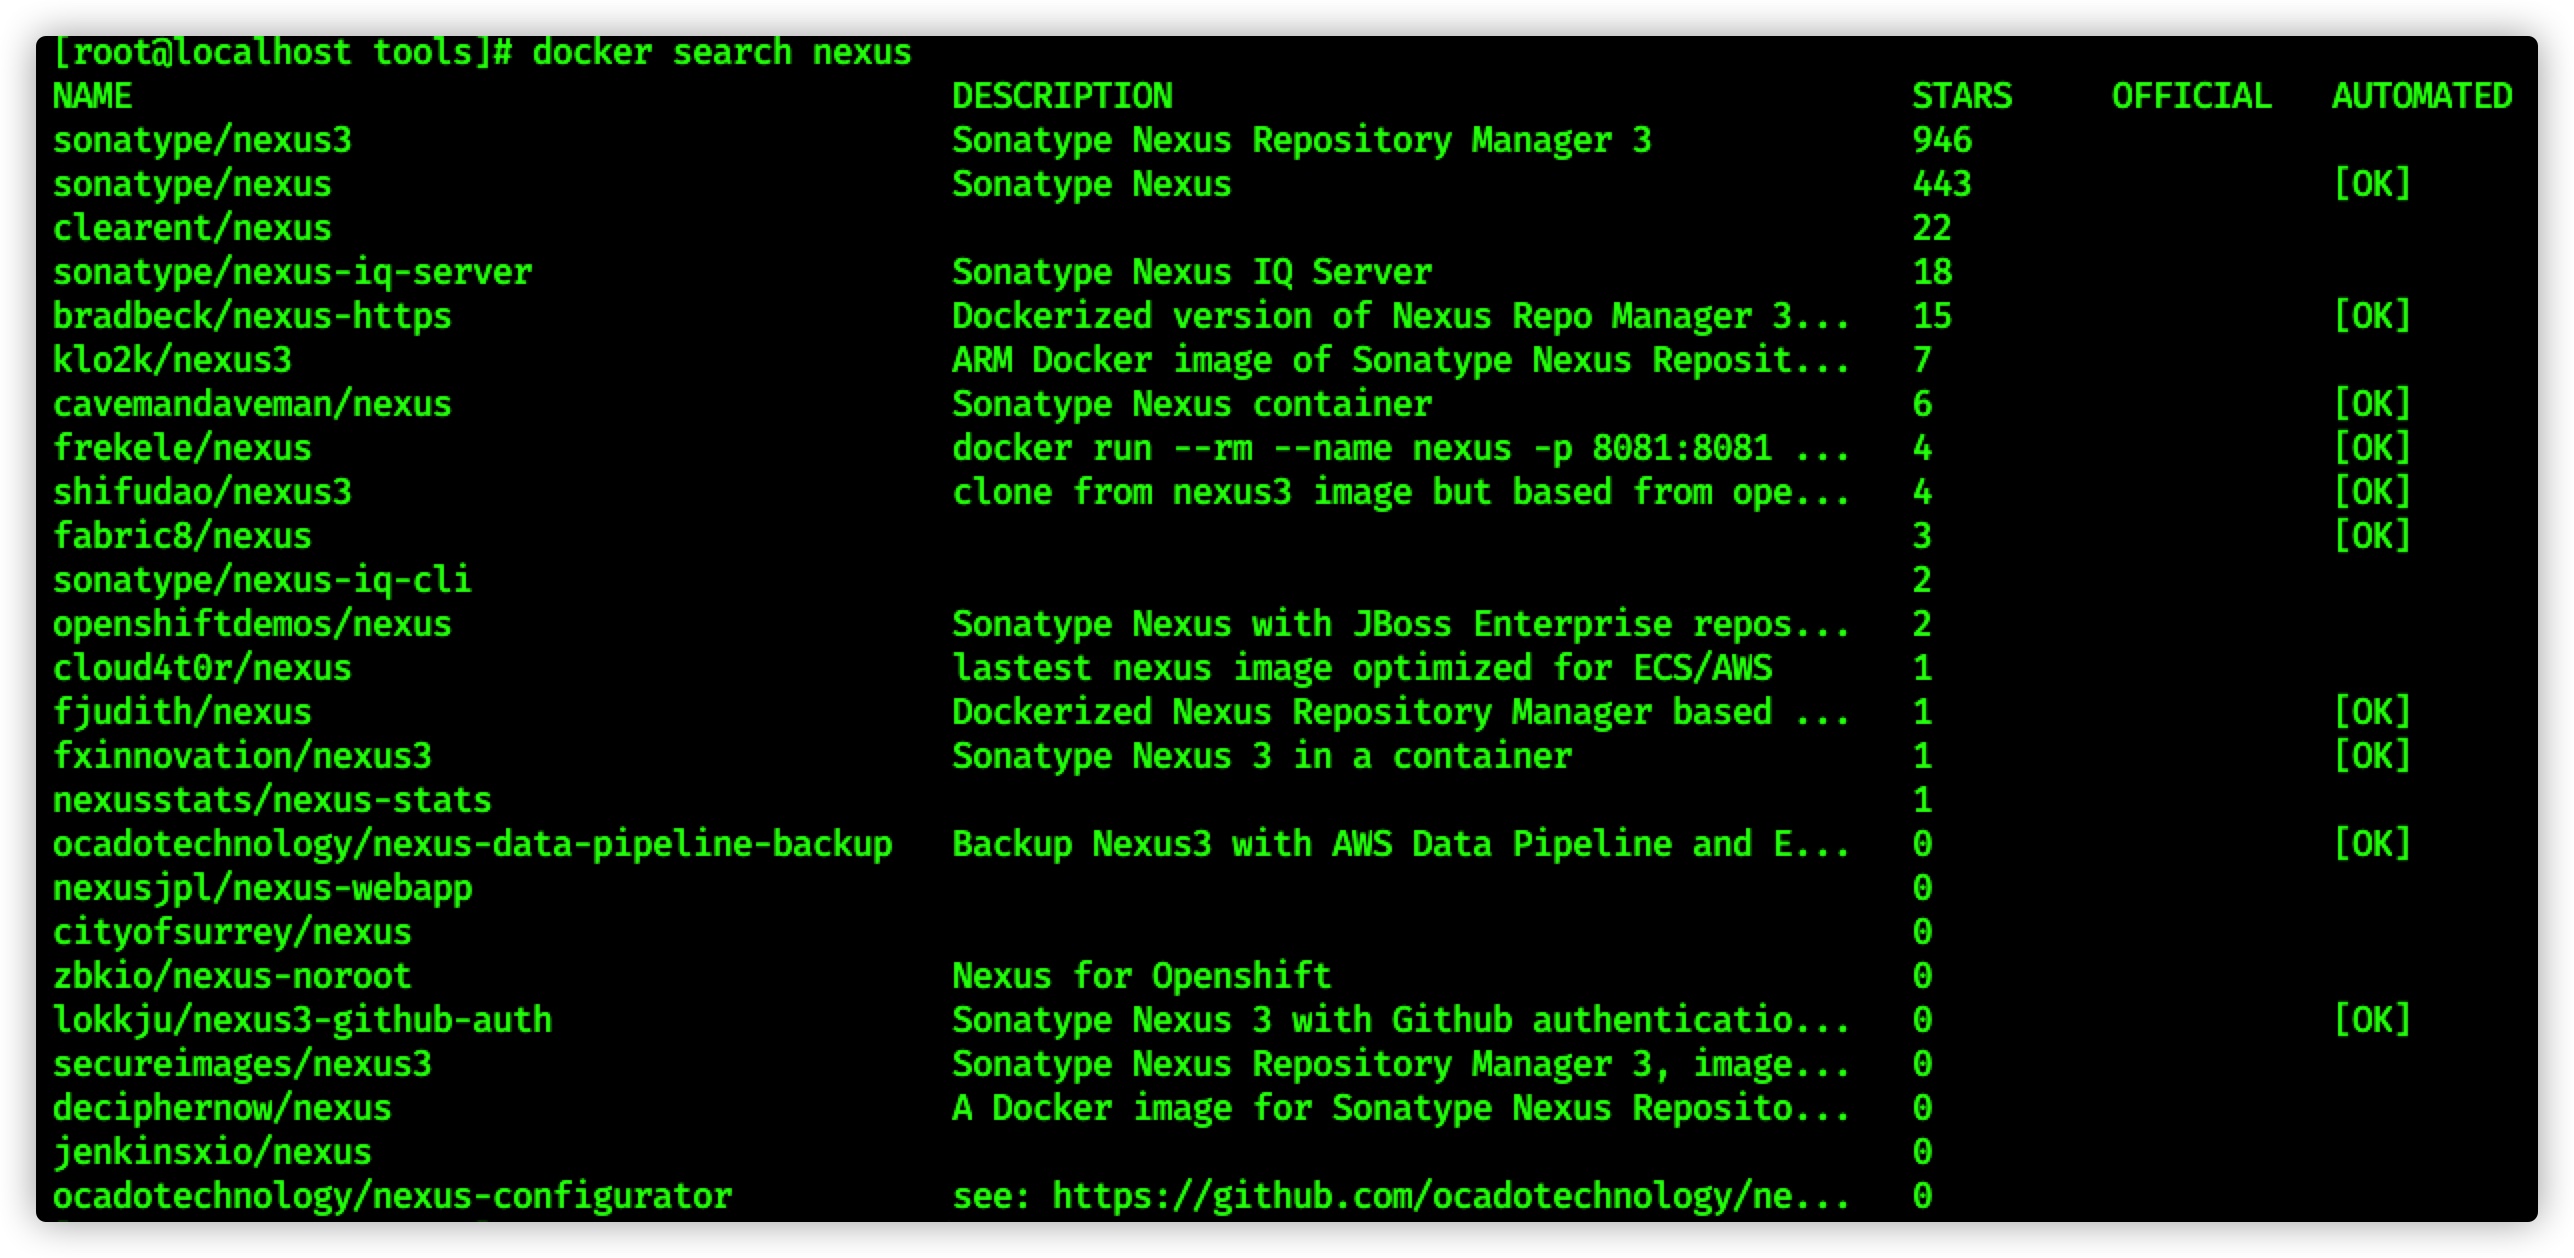 [root@localhost tools]# docker search nexus
NAME                                         DESCRIPTION                                     STARS     OFFICIAL   AUTOMATED
sonatype/nexus3                              Sonatype Nexus Repository Manager 3             946
sonatype/nexus                               Sonatype Nexus                                  443                  [OK]
clearent/nexus                                                                               22
sonatype/nexus-iq-server                     Sonatype Nexus IQ Server                        18
bradbeck/nexus-https                         Dockerized version of Nexus Repo Manager 3...   15                   [OK]
klo2k/nexus3                                 ARM Docker image of Sonatype Nexus Reposit...   7
cavemandaveman/nexus                         Sonatype Nexus container                        6                    [OK]
frekele/nexus                                docker run --rm --name nexus -p 8081:8081 ...   4                    [OK]
shifudao/nexus3                              clone from nexus3 image but based from ope...   4                    [OK]
fabric8/nexus                                                                                3                    [OK]
sonatype/nexus-iq-cli                                                                        2
openshiftdemos/nexus                         Sonatype Nexus with JBoss Enterprise repos...   2
cloud4t0r/nexus                              lastest nexus image optimized for ECS/AWS       1
fjudith/nexus                                Dockerized Nexus Repository Manager based ...   1                    [OK]
fxinnovation/nexus3                          Sonatype Nexus 3 in a container                 1                    [OK]
nexusstats/nexus-stats                                                                       1
ocadotechnology/nexus-data-pipeline-backup   Backup Nexus3 with AWS Data Pipeline and E...   0                    [OK]
nexusjpl/nexus-webapp                                                                        0
cityofsurrey/nexus                                                                           0
zbkio/nexus-noroot                           Nexus for Openshift                             0
lokkju/nexus3-github-auth                    Sonatype Nexus 3 with Github authenticatio...   0                    [OK]
secureimages/nexus3                          Sonatype Nexus Repository Manager 3, image...   0
deciphernow/nexus                            A Docker image for Sonatype Nexus Reposito...   0
jenkinsxio/nexus                                                                             0
ocadotechnology/nexus-configurator           see: https://github.com/ocadotechnology/ne...   0